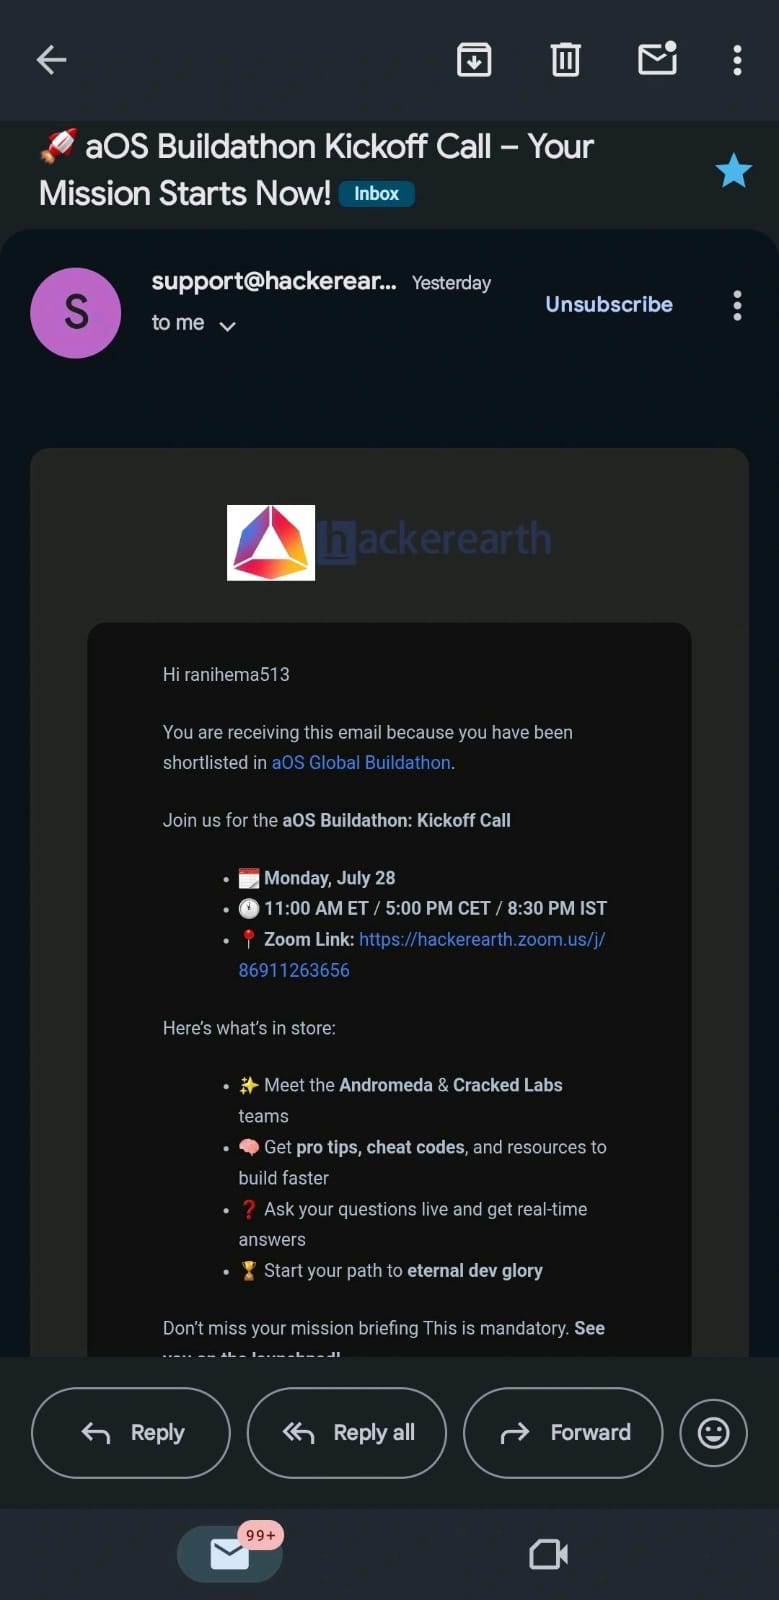 🚀 aOS Buildathon Kickoff Call – Your
Mission Starts Now! Inbox
S
support@hackerear... Yesterday
to me
Unsubscribe
hackerearth
Hi ranihema513
You are receiving this email because you have been
shortlisted in aOS Global Buildathon.
Join us for the aOS Buildathon: Kickoff Call
• 🗓️ Monday, July 28
• 🕚 11:00 AM ET / 5:00 PM CET / 8:30 PM IST
• 📍 Zoom Link: https://hackerearth.zoom.us/j/
86911263656
Here’s what’s in store:
• ✨ Meet the Andromeda & Cracked Labs
teams
• 🧠 Get pro tips, cheat codes, and resources to
build faster
• ❓ Ask your questions live and get real-time
answers
• 🏆 Start your path to eternal dev glory
Don’t miss your mission briefing This is mandatory. See
you on the launchpad!
Reply
Reply all
Forward
99+